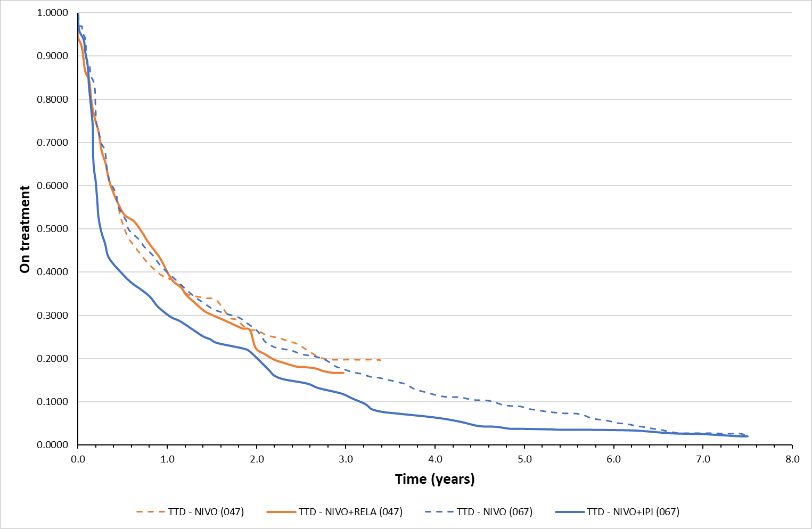 1.0000
0.9000
0.8000
0.7000
0.6000
0.5000
0.4000
0.3000
0.2000
0.1000
0.0000
On treatment
0.0 1.0 2.0 3.0 4.0 5.0 6.0 7.0 8.0
Time (years)
TTD - NIVO (047) TTD - NIVO+RELA (047) TTD - NIVO (067) TTD - NIVO+IPI (067)